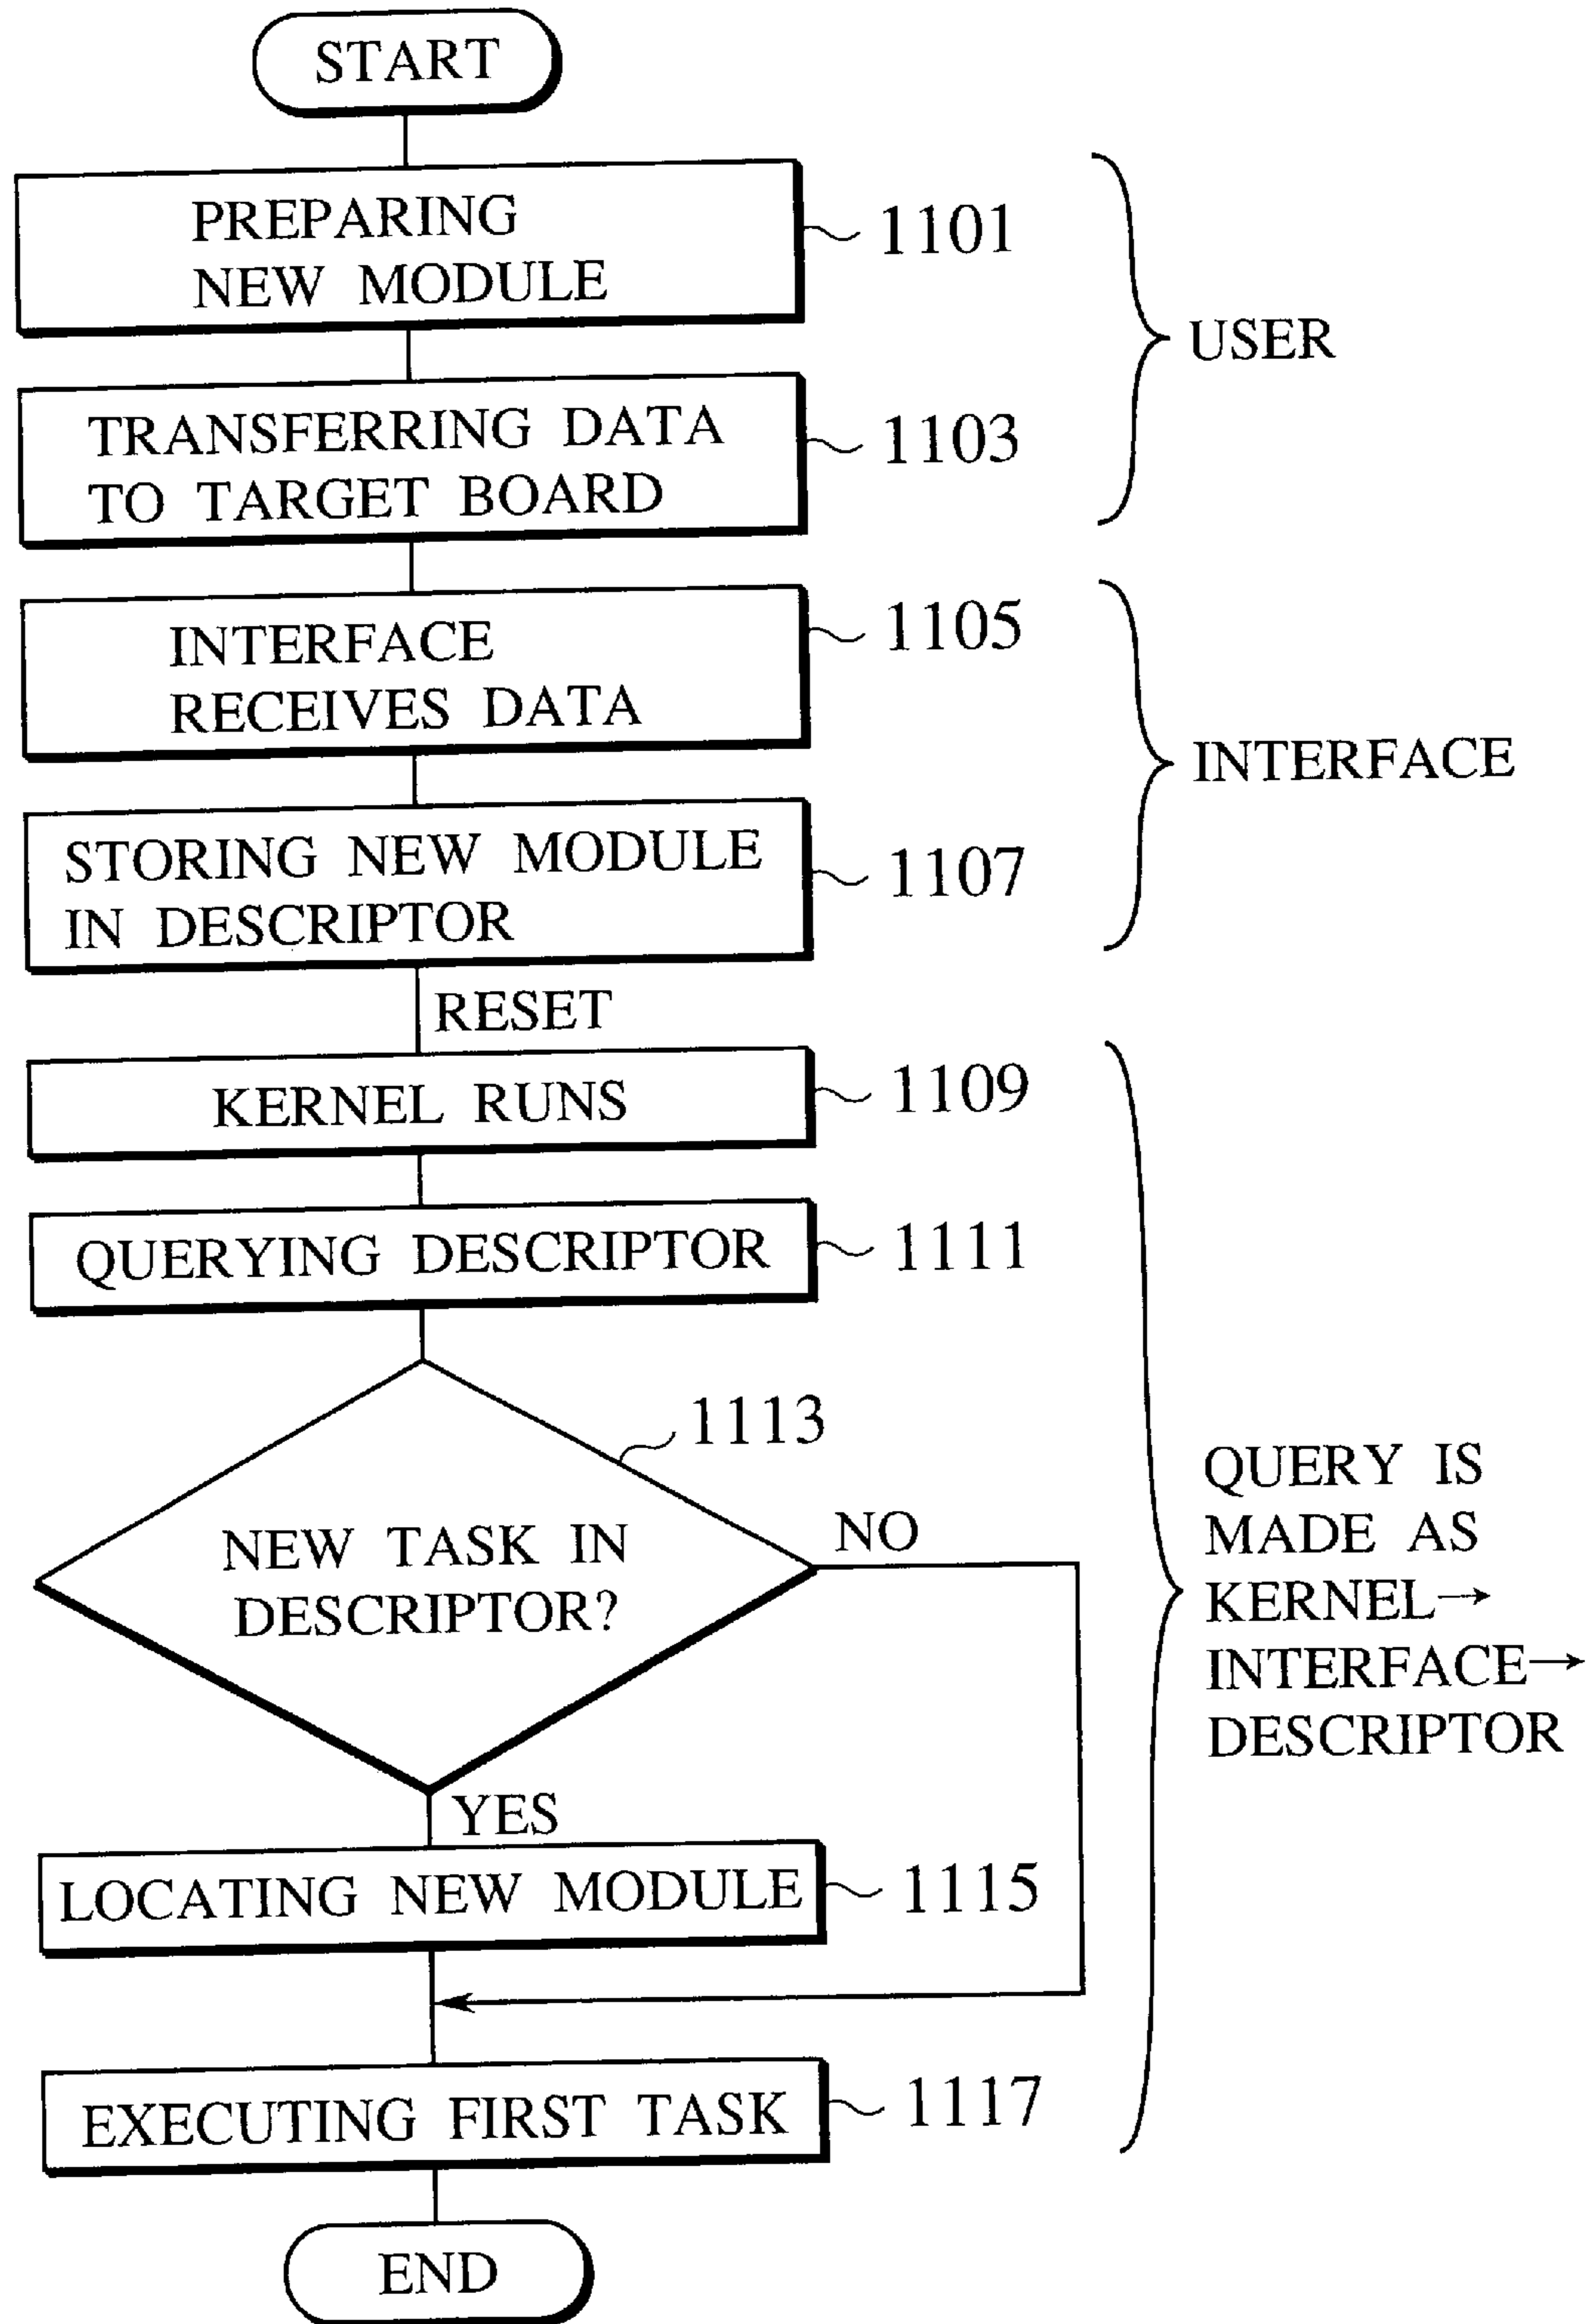 START
PREPARING
NEW MODULE
1101
USER
TRANSFERRING DATA
TO TARGET BOARD
1103
INTERFACE
RECEIVES DATA
1105
INTERFACE
STORING NEW MODULE
IN DESCRIPTOR
1107
RESET
KERNEL RUNS
1109
QUERYING DESCRIPTOR
1111
NEW TASK IN
DESCRIPTOR?
1113
NO
YES
QUERY IS
MADE AS
KERNEL→
INTERFACE→
DESCRIPTOR
LOCATING NEW MODULE
1115
EXECUTING FIRST TASK
1117
END